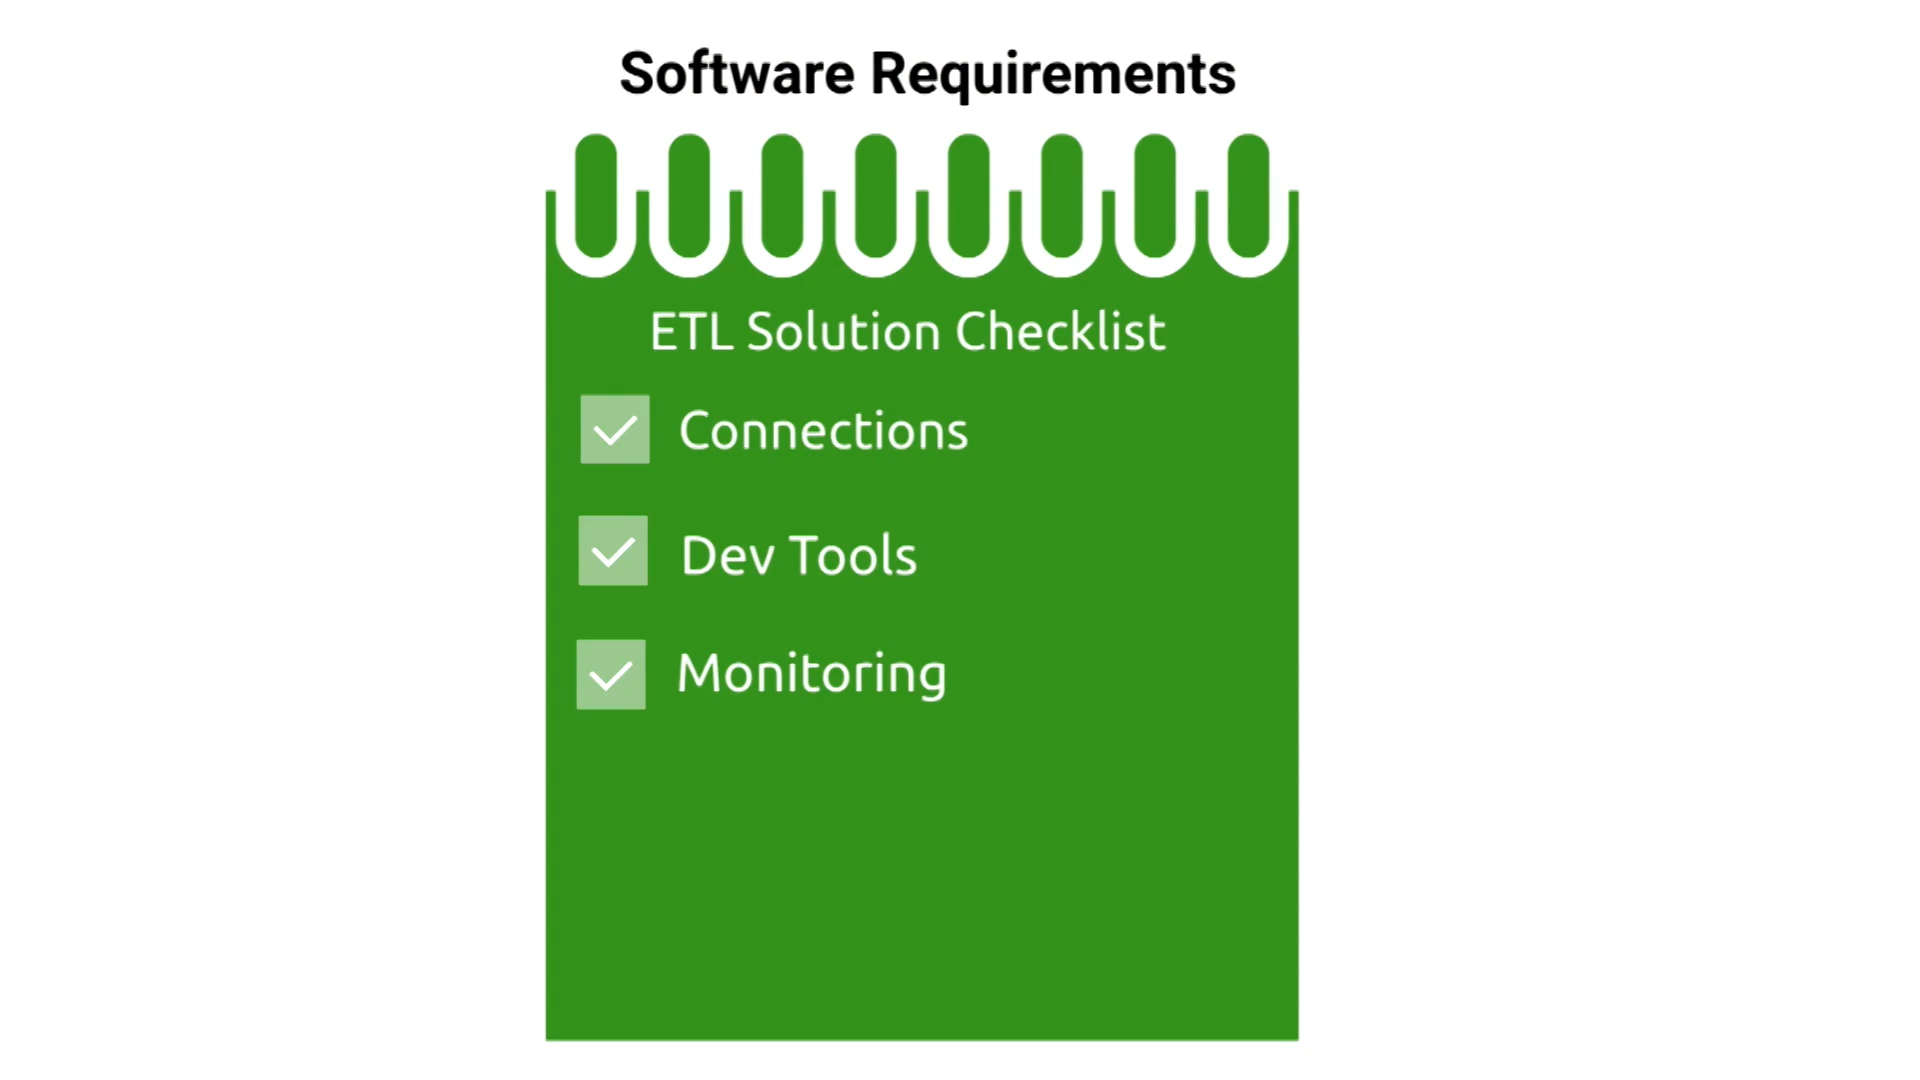 Software Requirements
ETL Solution Checklist
Connections
Dev Tools
Monitoring